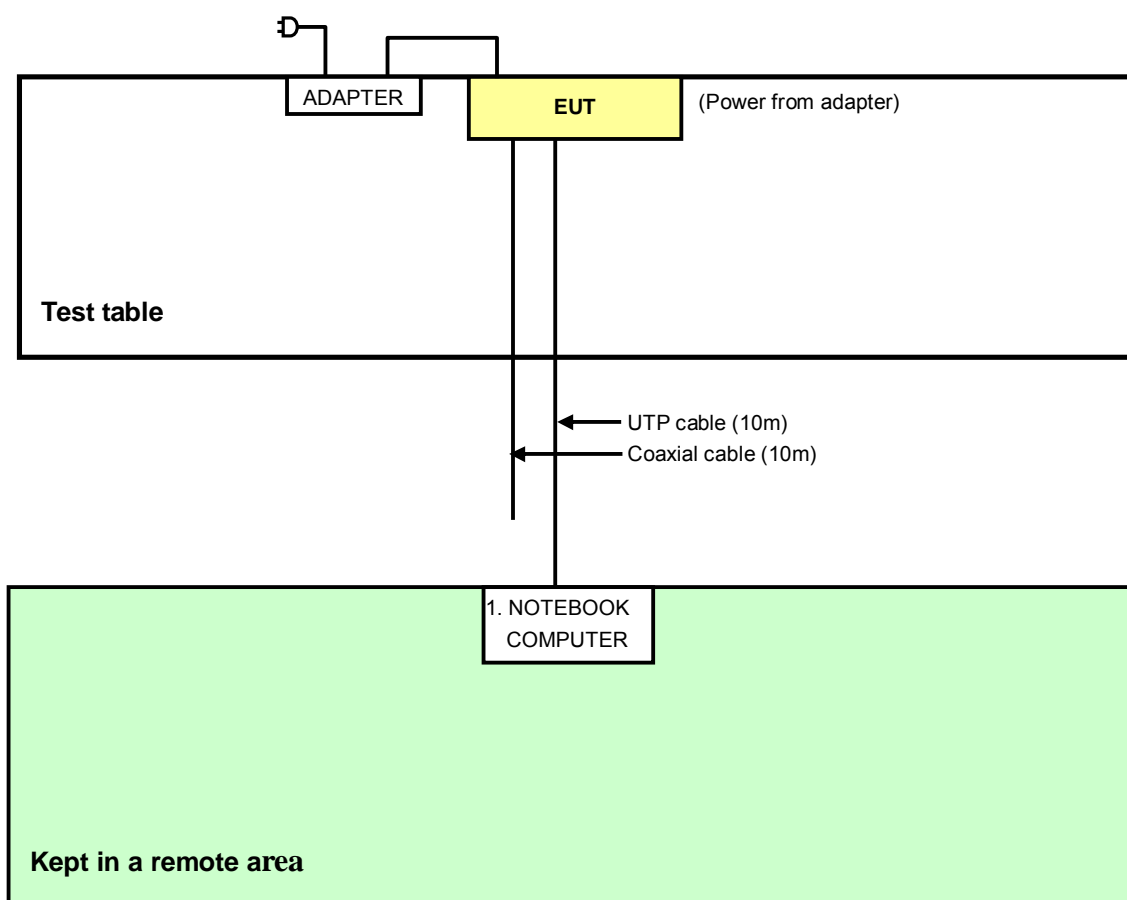 ADAPTER
EUT
(Power from adapter)
Test table
UTP cable (10m)
Coaxial cable (10m)
1. NOTEBOOK
COMPUTER
Kept in a remote area